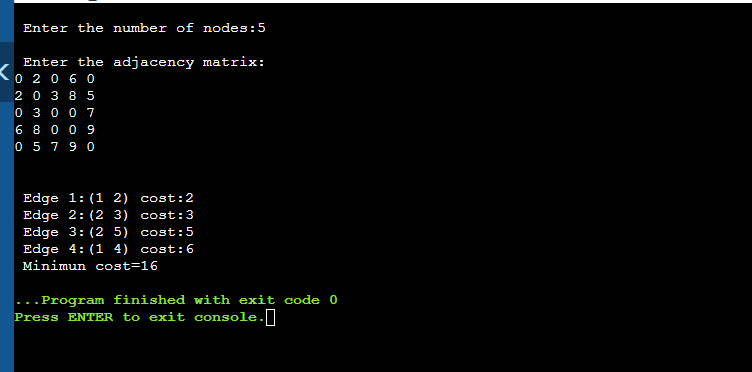 Enter the number of nodes:5
Enter the adjacency matrix:
0 2 0 6 0
2 0 3 8 5
0 3 0 0 7
6 8 0 0 9
0 5 7 9 0
Edge 1:(1 2) cost:2
Edge 2:(2 3) cost:3
Edge 3:(2 5) cost:5
Edge 4:(1 4) cost:6
Minimun cost=16
...Program finished with exit code 0
Press ENTER to exit console.